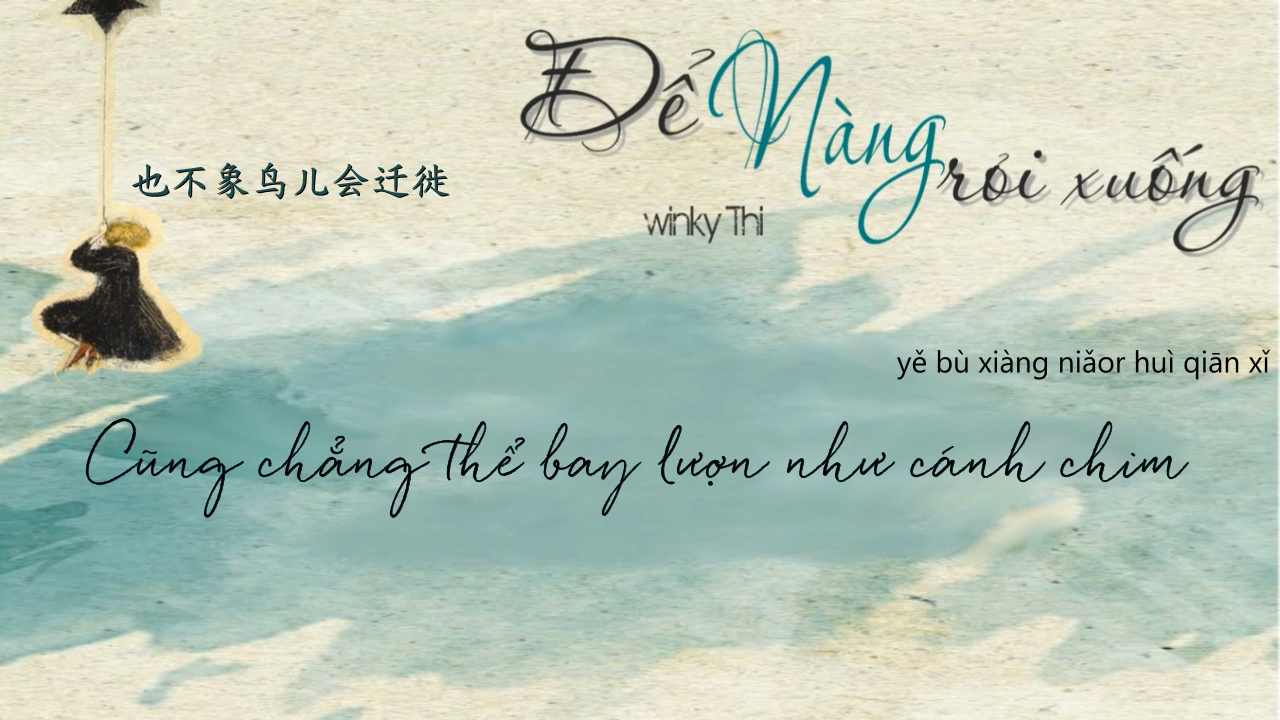 Để Nàng rơi xuống
也不象鸟儿会迁徙
winky Thi
yě bù xiàng niǎor huì qiān xǐ
Cũng chẳng thể bay lượn như cánh chim